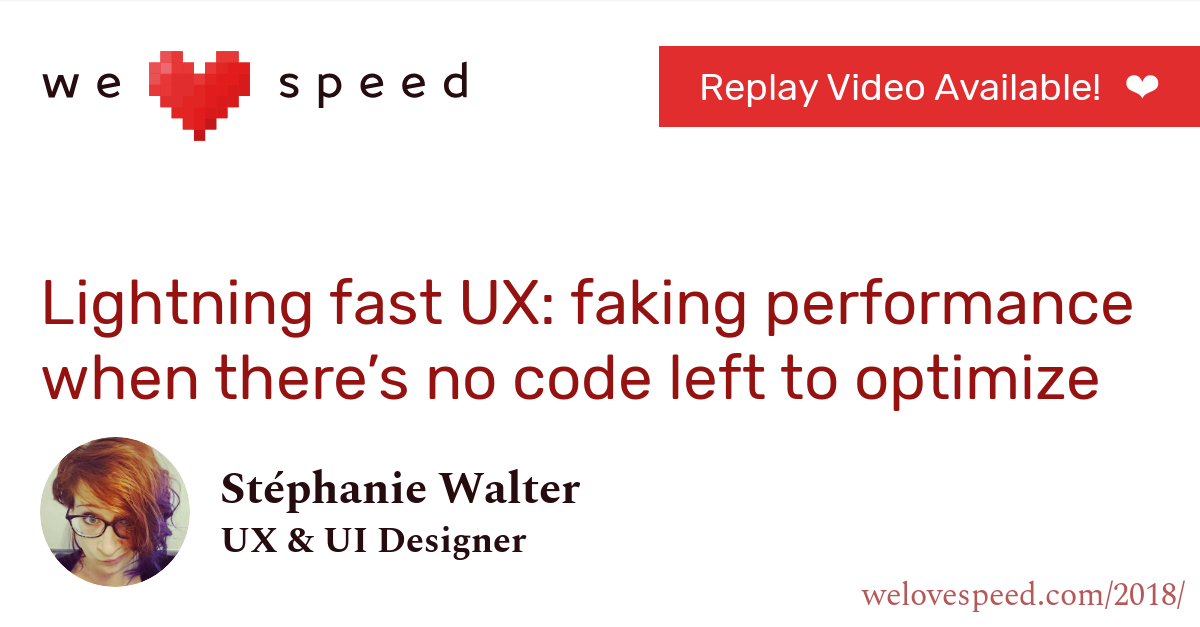 we speed
Replay Video Available! ❤
Lightning fast UX: faking performance
when there’s no code left to optimize
Stéphanie Walter
UX & UI Designer
welovespeed.com/2018/